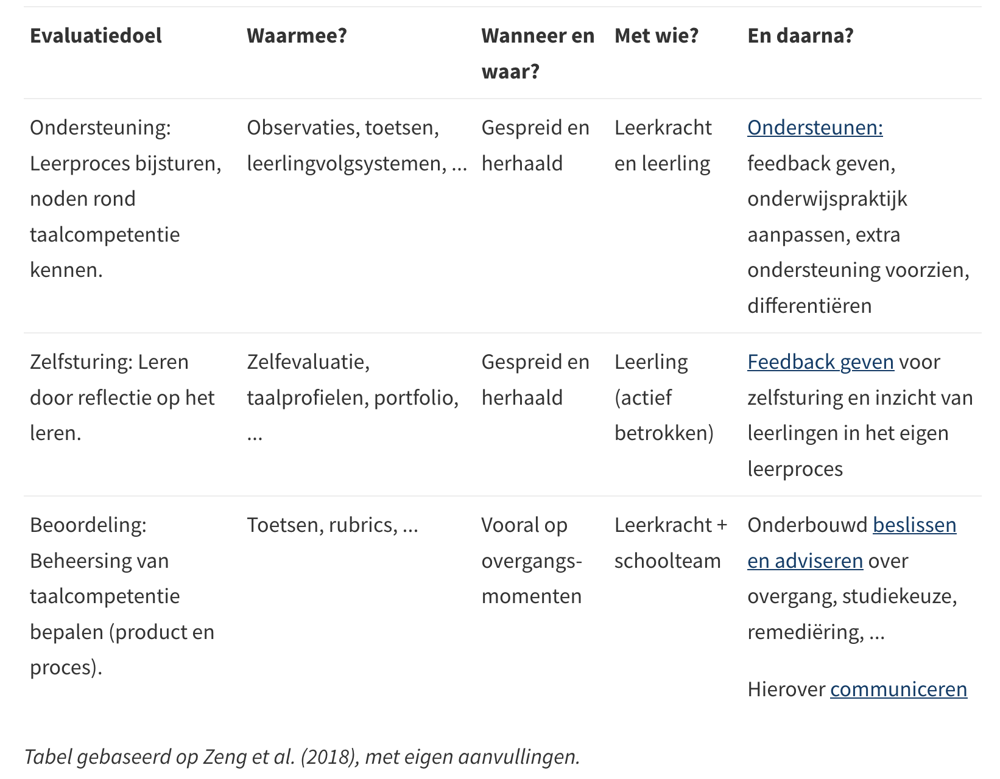 Evaluatiedoel
Waarmee?
Wanneer en
waar?
Met wie?
En daarna?
Ondersteuning:
Leerproces bijsturen,
noden rond
taalcompetentie
kennen.
Observaties, toetsen,
leerlingvolgsystemen, ...
Gespreid en
herhaald
Leerkracht
en leerling
Ondersteunen:
feedback geven,
onderwijspraktijk
aanpassen, extra
ondersteuning voorzien,
differentiëren
Zelfsturing: Leren
door reflectie op het
leren.
Zelfevaluatie,
taalprofielen, portfolio,
...
Gespreid en
herhaald
Leerling
(actief
betrokken)
Feedback geven voor
zelfsturing en inzicht van
leerlingen in het eigen
leerproces
Beoordeling:
Beheersing van
taalcompetentie
bepalen (product en
proces).
Toetsen, rubrics, ...
Vooral op
overgangs-
momenten
Leerkracht +
schoolteam
Onderbouwd beslissen
en adviseren over
overgang, studiekeuze,
remediëring, ...
Hierover communiceren
Tabel gebaseerd op Zeng et al. (2018), met eigen aanvullingen.